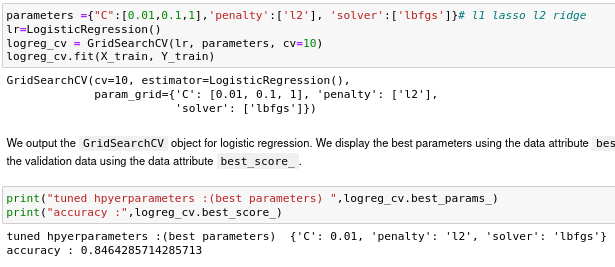 parameters ={"C":[0.01,0.1,1],'penalty':['l2'], 'solver':['lbfgs']}# l1 lasso l2 ridge
lr=LogisticRegression()
logreg_cv = GridSearchCV(lr, parameters, cv=10)
logreg_cv.fit(X_train, Y_train)
GridSearchCV(cv=10, estimator=LogisticRegression(),
             param_grid={'C': [0.01, 0.1, 1], 'penalty': ['l2'],
                         'solver': ['lbfgs']})
We output the GridSearchCV object for logistic regression. We display the best parameters using the data attribute bes
the validation data using the data attribute best_score_.
print("tuned hpyerparameters :(best parameters) ",logreg_cv.best_params_)
print("accuracy :",logreg_cv.best_score_)
tuned hpyerparameters :(best parameters)  {'C': 0.01, 'penalty': 'l2', 'solver': 'lbfgs'}
accuracy : 0.8464285714285713